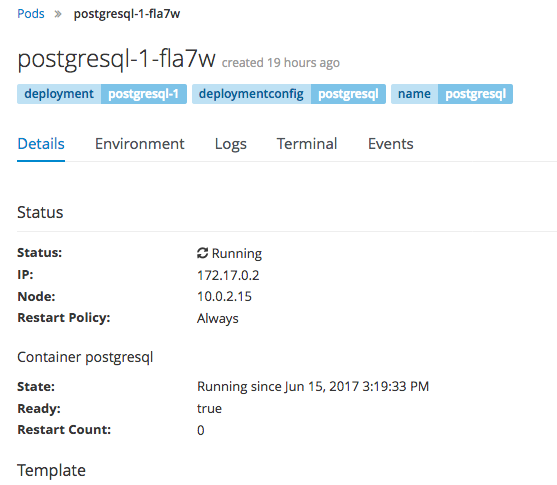 Pods » postgresql-1-fla7w
postgresql-1-fla7w created 19 hours ago
deployment postgresql-1 deploymentconfig postgresql name postgresql
Details Environment Logs Terminal Events
Status
Status: Running
IP: 172.17.0.2
Node: 10.0.2.15
Restart Policy: Always
Container postgresql
State: Running since Jun 15, 2017 3:19:33 PM
Ready: true
Restart Count: 0
Template